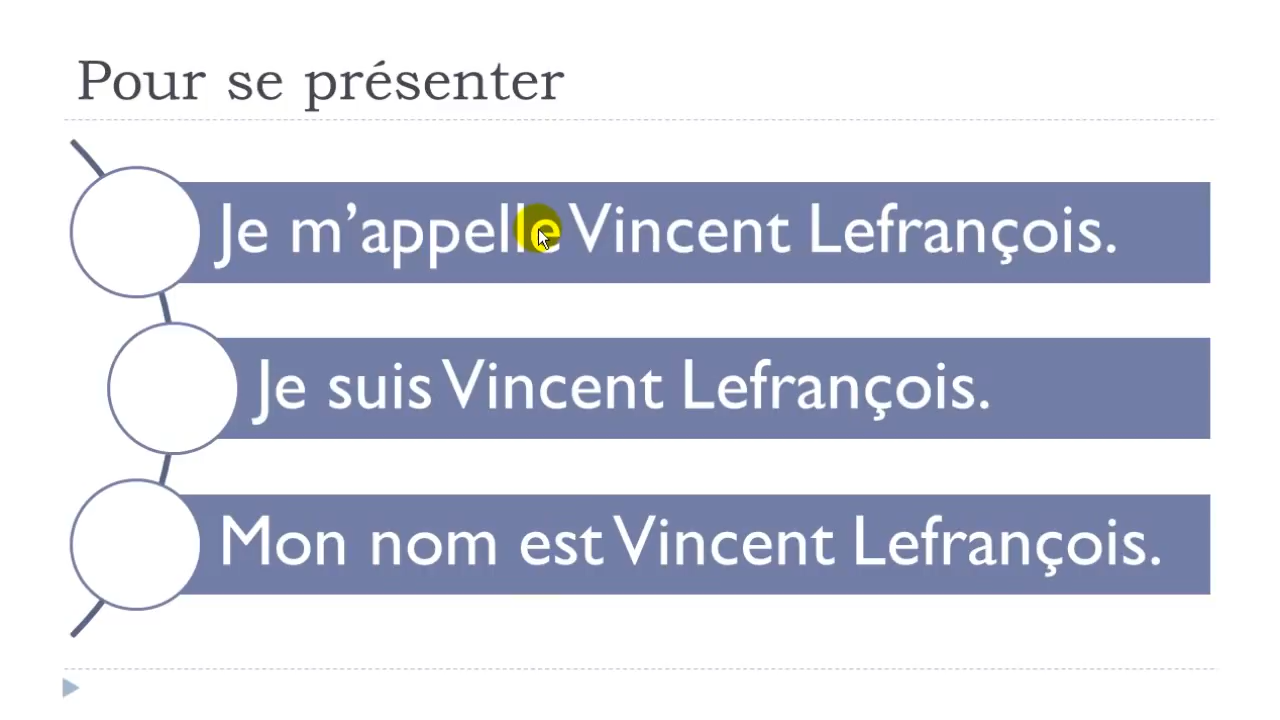 Pour se présenter
Je m’appelle Vincent Lefrançois.
Je suis Vincent Lefrançois.
Mon nom est Vincent Lefrançois.